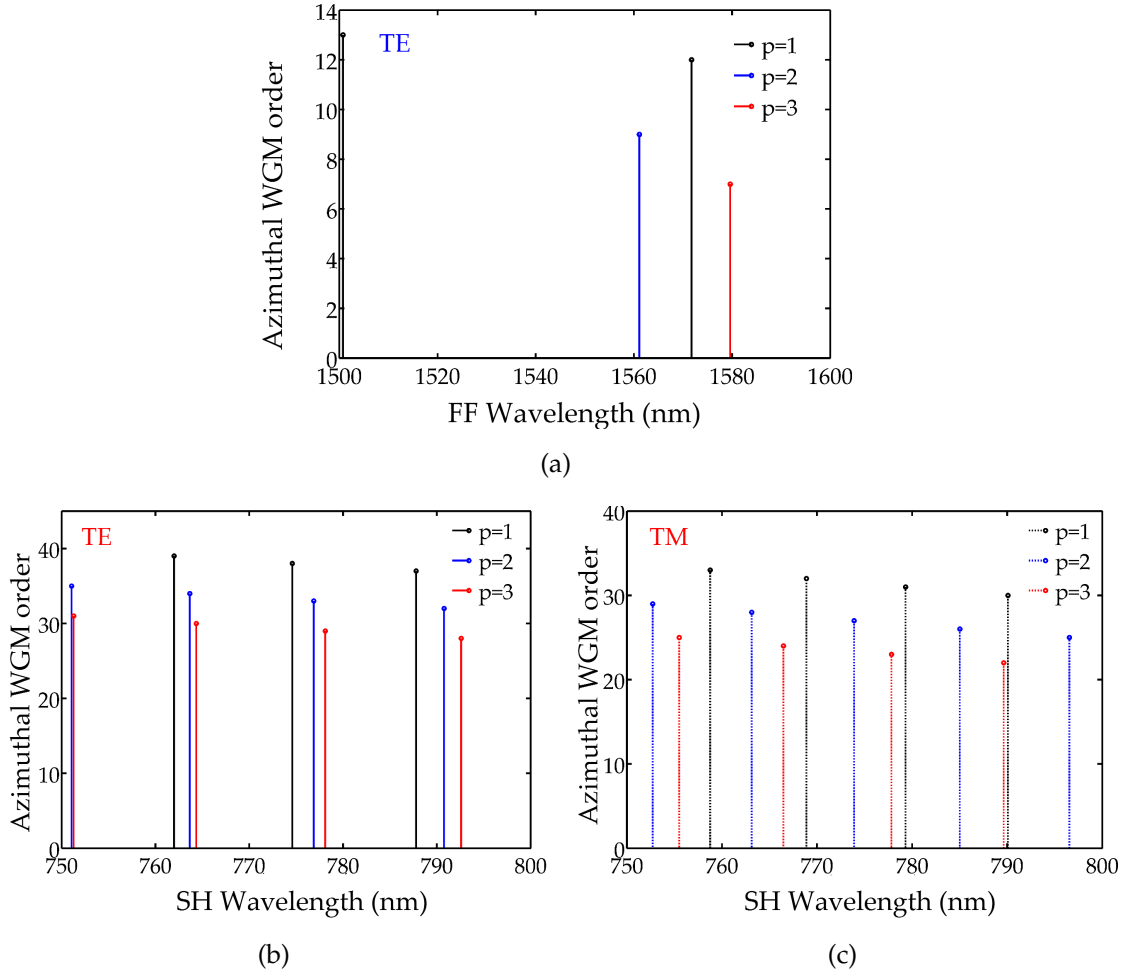 14
12
10
8
6
4
2
0
Azimuthal WGM order
TE
p=1
p=2
p=3
1500 1520 1540 1560 1580 1600
FF Wavelength (nm)
(a)
40
30
20
10
0
Azimuthal WGM order
TE
p=1
p=2
p=3
750 760 770 780 790 800
SH Wavelength (nm)
(b)
40
30
20
10
0
Azimuthal WGM order
TM
p=1
p=2
p=3
750 760 770 780 790 800
SH Wavelength (nm)
(c)